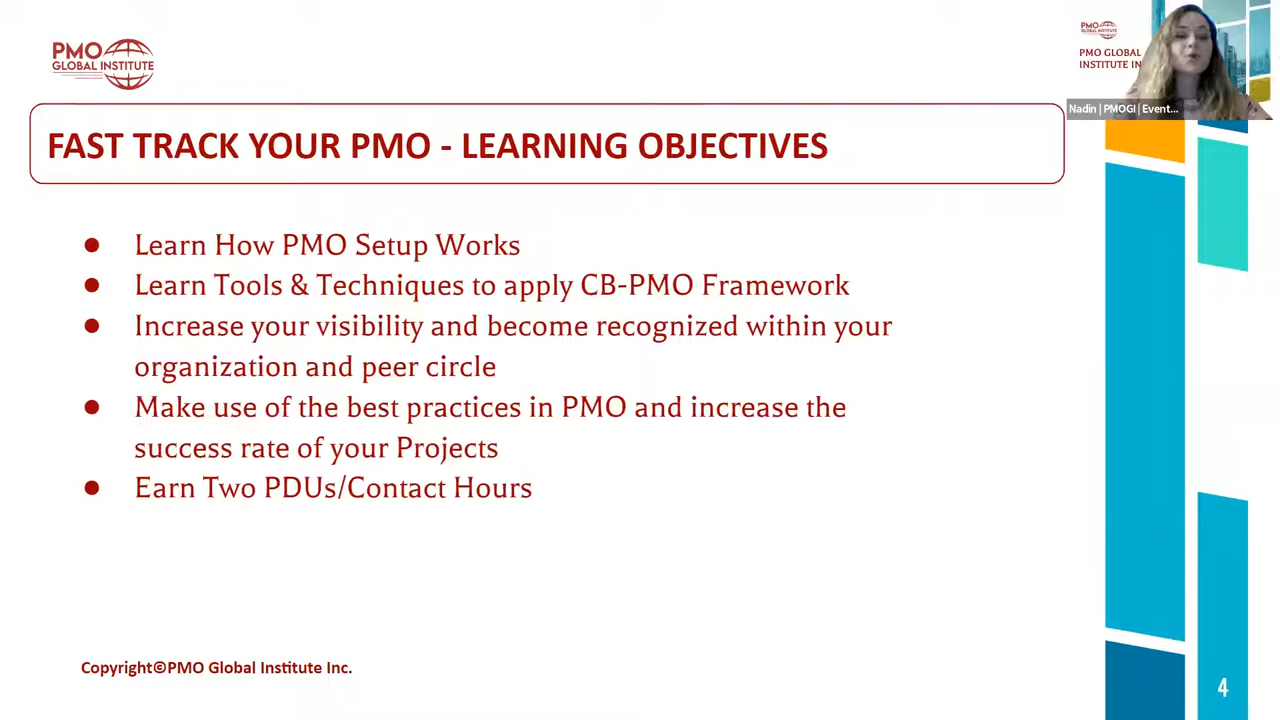 PMO
GLOBAL INSTITUTE
PMO GLOBAL
INSTITUTE IN
Nadin | PMOGI | Event...
FAST TRACK YOUR PMO - LEARNING OBJECTIVES
● Learn How PMO Setup Works
● Learn Tools & Techniques to apply CB-PMO Framework
● Increase your visibility and become recognized within your
organization and peer circle
● Make use of the best practices in PMO and increase the
success rate of your Projects
● Earn Two PDUs/Contact Hours
Copyright©PMO Global Institute Inc.
4